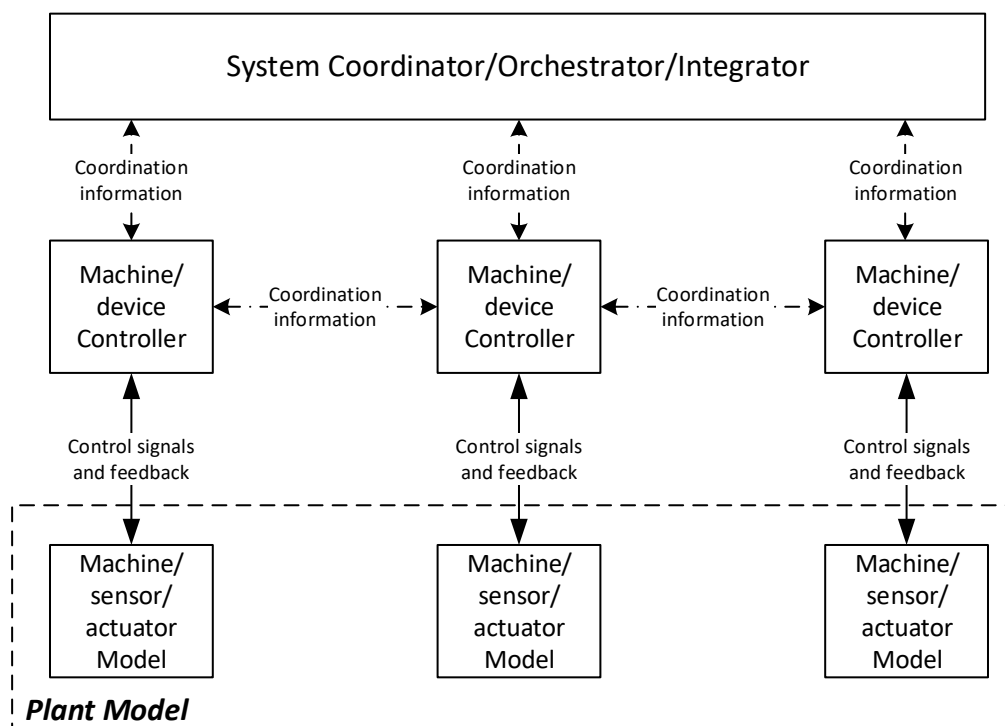 System Coordinator/Orchestrator/Integrator
Coordination
information
Coordination
information
Coordination
information
Machine/
device
Controller
Coordination
information
Machine/
device
Controller
Coordination
information
Machine/
device
Controller
Control signals
and feedback
Control signals
and feedback
Control signals
and feedback
Machine/
sensor/
actuator
Model
Machine/
sensor/
actuator
Model
Machine/
sensor/
actuator
Model
Plant Model